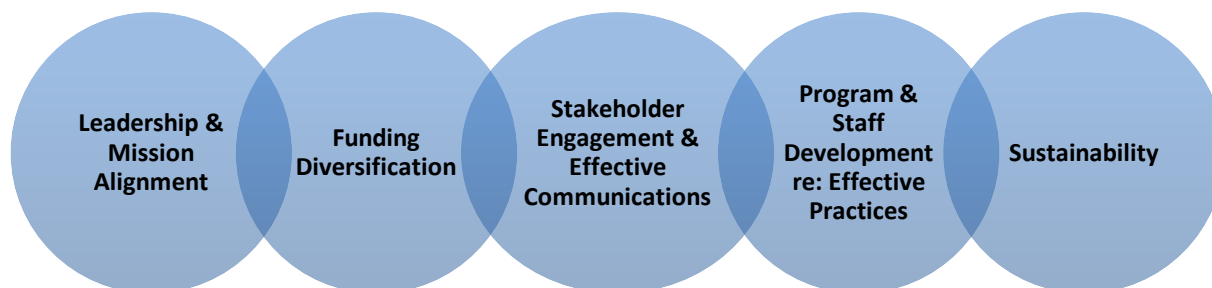 Leadership &
Mission
Alignment
Funding
Diversification
Stakeholder
Engagement &
Effective
Communications
Program &
Staff
Development
re: Effective
Practices
Sustainability